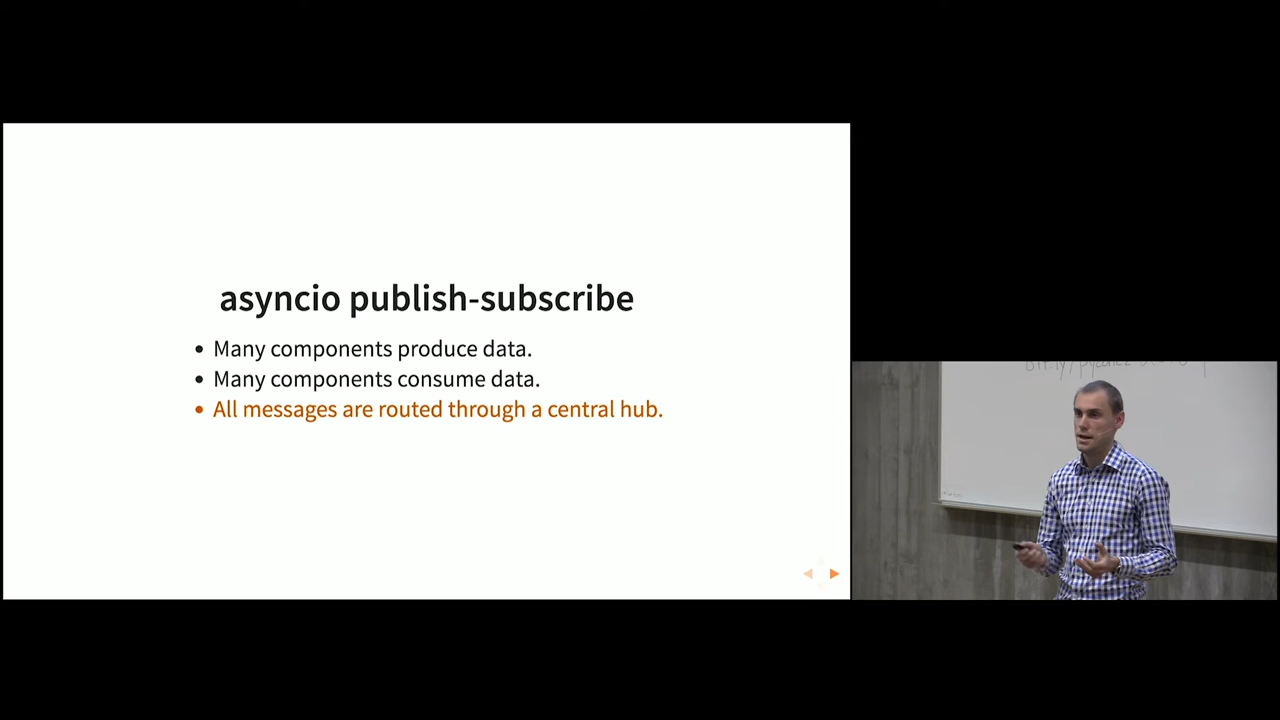 asyncio publish-subscribe
• Many components produce data.
• Many components consume data.
• All messages are routed through a central hub.